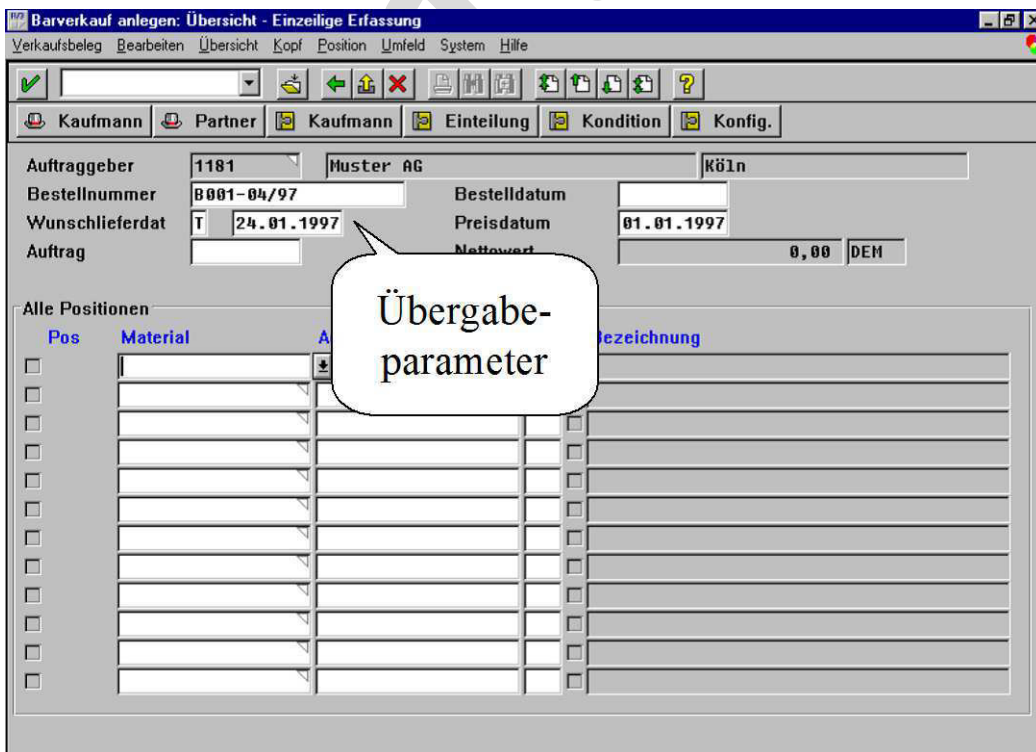 Barverkauf anlegen: Übersicht - Einzeilige Erfassung
Verkaufsbeleg Bearbeiten Übersicht Kopf Position Umfeld System Hilfe
Kaufmann Partner Kaufmann Einteilung Kondition Konfig.
Auftraggeber 1181 Muster AG Köln
Bestellnummer B001-04/97 Bestelldatum
Wunschlieferdat T 24.01.1997 Preisdatum 01.01.1997
Auftrag Nettowert 0,00 DEM
Übergabe-
parameter
Alle Positionen
Pos Material Bezeichnung